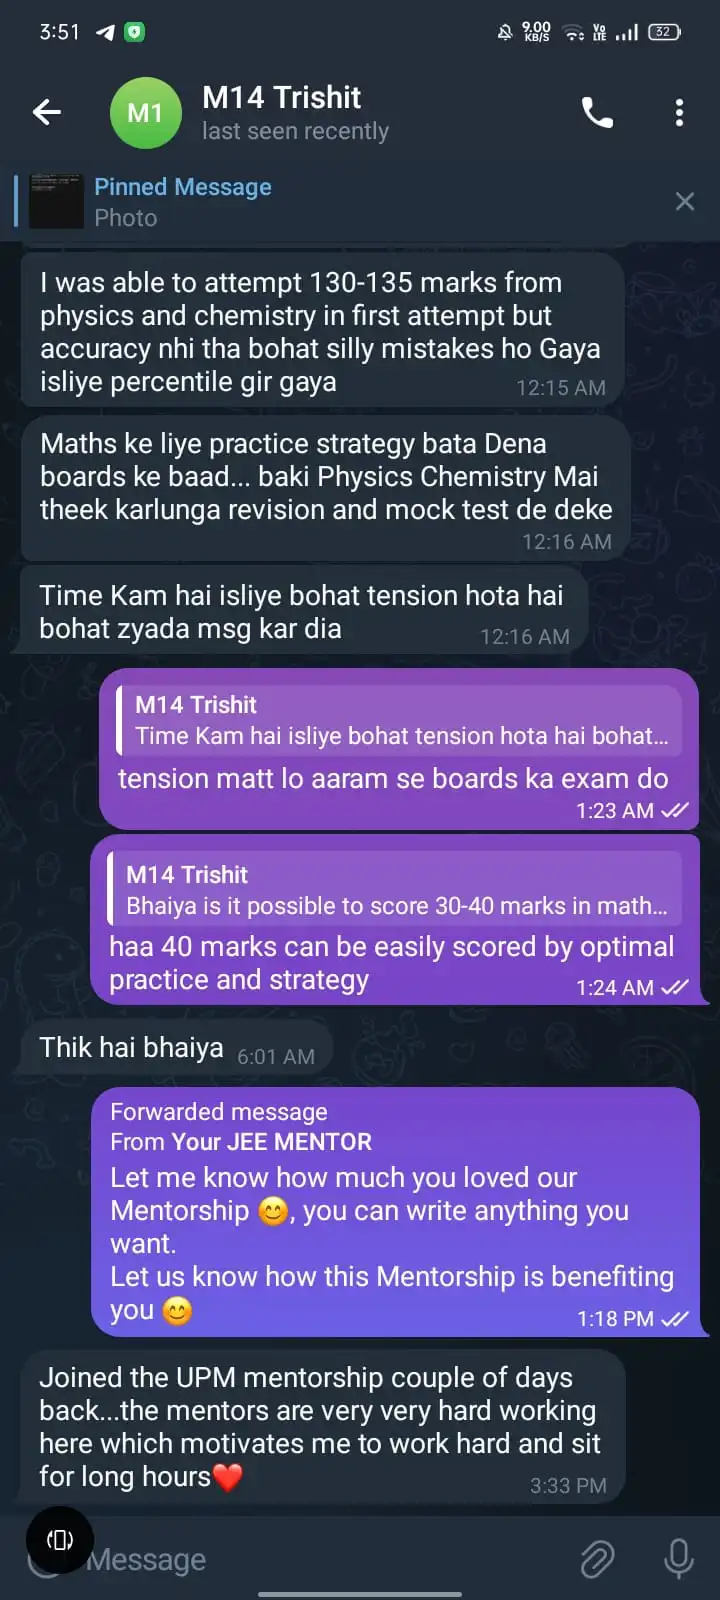 3:51
9.00
KB/S
Vo
LTE
32
M1
M14 Trishit
last seen recently
Pinned Message
Photo
I was able to attempt 130-135 marks from
physics and chemistry in first attempt but
accuracy nhi tha bohat silly mistakes ho Gaya
isliye percentile gir gaya
12:15 AM
Maths ke liye practice strategy bata Dena
boards ke baad... baki Physics Chemistry Mai
theek karlunga revision and mock test de deke
12:16 AM
Time Kam hai isliye bohat tension hota hai
bohat zyada msg kar dia
12:16 AM
M14 Trishit
Time Kam hai isliye bohat tension hota hai bohat...
tension matt lo aaram se boards ka exam do
1:23 AM
M14 Trishit
Bhaiya is it possible to score 30-40 marks in math...
haa 40 marks can be easily scored by optimal
practice and strategy
1:24 AM
Thik hai bhaiya
6:01 AM
Forwarded message
From Your JEE MENTOR
Let me know how much you loved our
Mentorship 😊, you can write anything you
want.
Let us know how this Mentorship is benefiting
you 😊
1:18 PM
Joined the UPM mentorship couple of days
back...the mentors are very very hard working
here which motivates me to work hard and sit
for long hours❤️
3:33 PM
Message